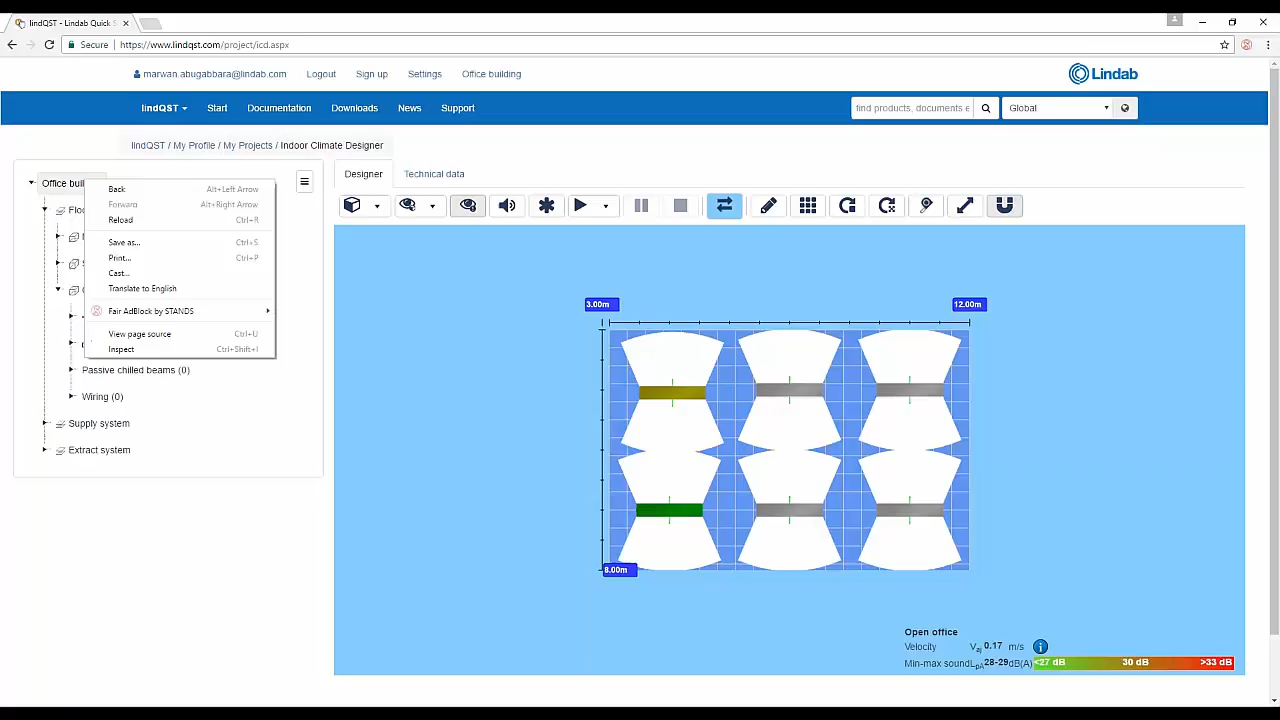 lindQST - Lindab Quick S
Secure
https://www.lindqst.com/project/icd.aspx
marwan.abugabbara@lindab.com Logout Sign up Settings Office building
Lindab
lindQST Start Documentation Downloads News Support
find products, documents e
Global
lindQST / My Profile / My Projects / Indoor Climate Designer
Office buil
Floo
Back Alt+Left Arrow
Forward Alt+Right Arrow
Reload Ctrl+R
Save as... Ctrl+S
Print... Ctrl+P
Cast...
Translate to English
Fair AdBlock by STANDS
View page source Ctrl+U
Inspect Ctrl+Shift+I
Passive chilled beams (0)
Wiring (0)
Supply system
Extract system
Designer Technical data
3.00m
12.00m
8.00m
Open office
Velocity Vaj 0.17 m/s
Min-max sound LpA 28-29 dB(A)
<27 dB 30 dB >33 dB